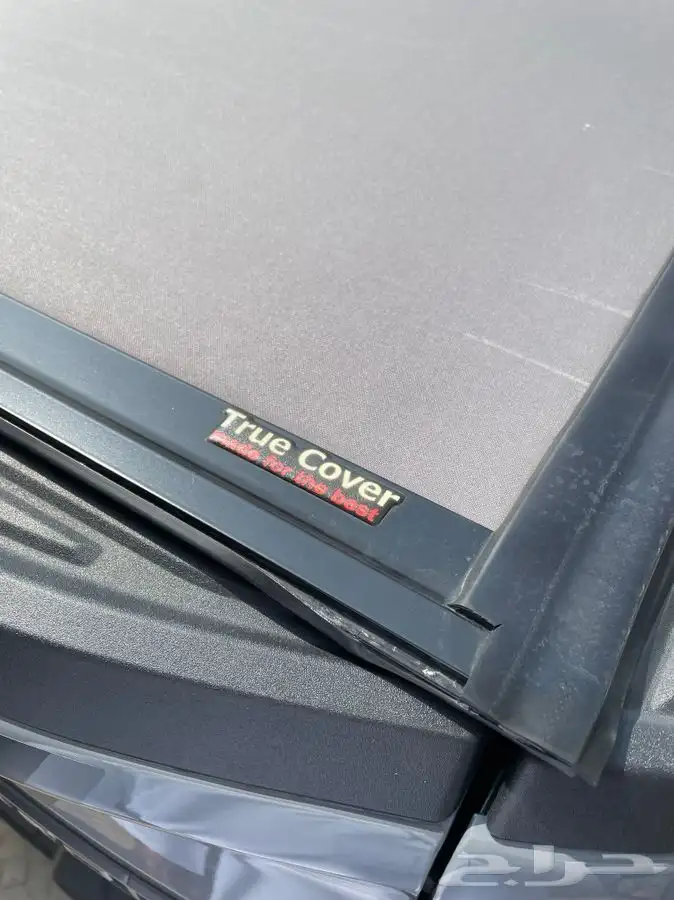 True Cover
Made for the best
حراج